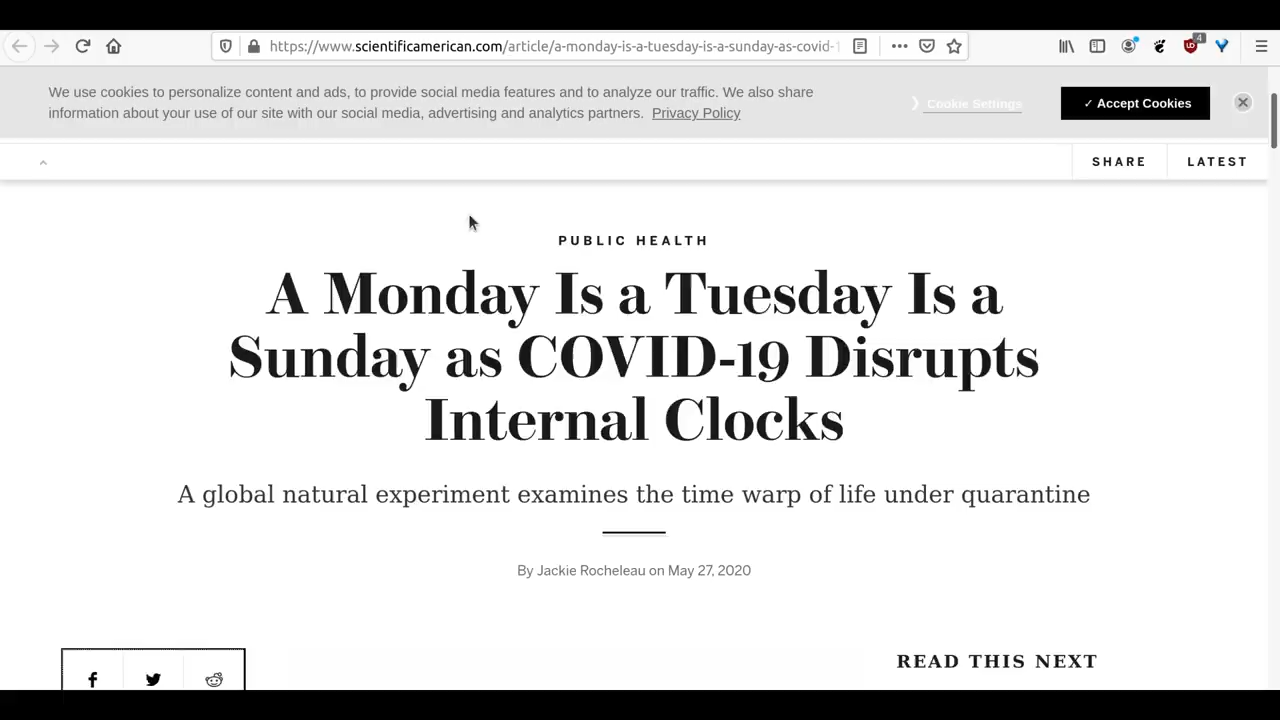 https://www.scientificamerican.com/article/a-monday-is-a-tuesday-is-a-sunday-as-covid-1
4
We use cookies to personalize content and ads, to provide social media features and to analyze our traffic. We also share
information about your use of our site with our social media, advertising and analytics partners. Privacy Policy
Cookie Settings
✓ Accept Cookies
SHARE
LATEST
PUBLIC HEALTH
A Monday Is a Tuesday Is a
Sunday as COVID-19 Disrupts
Internal Clocks
A global natural experiment examines the time warp of life under quarantine
By Jackie Rocheleau on May 27, 2020
READ THIS NEXT